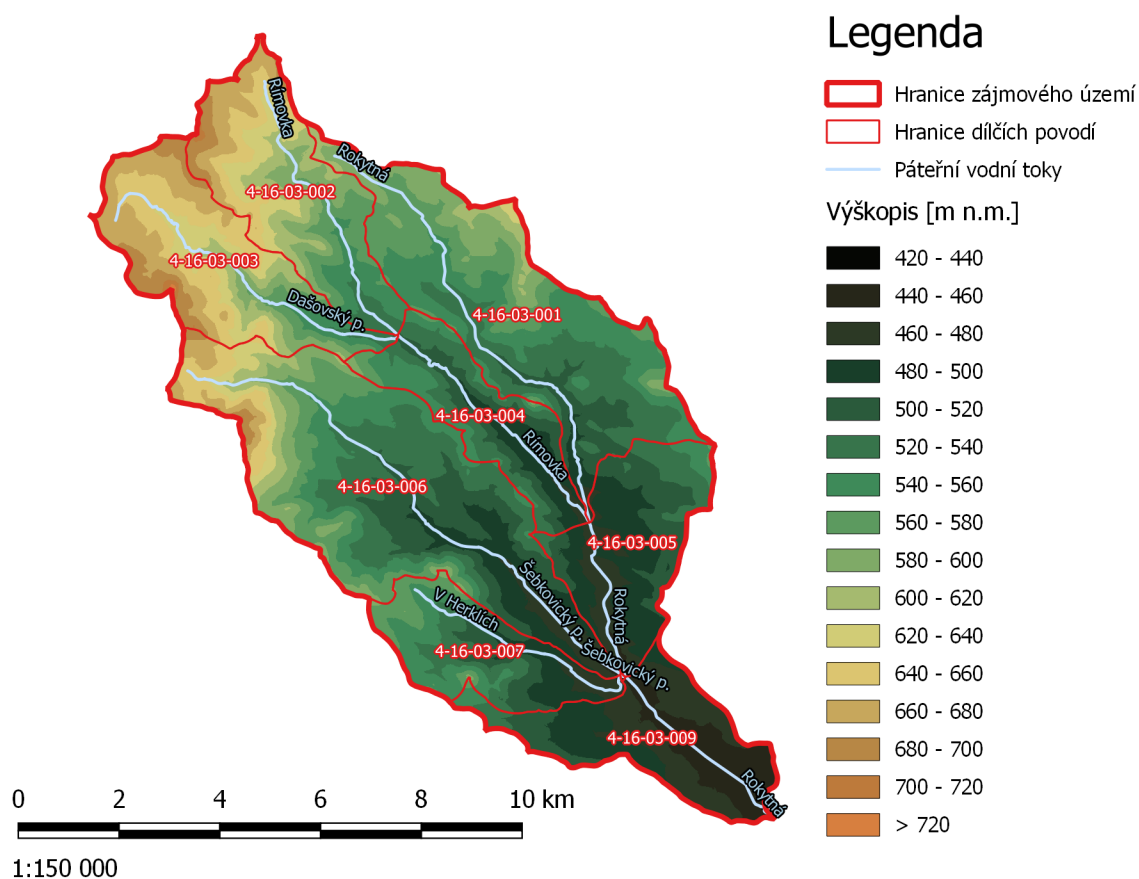 Legenda
Hranice zájmového území
Hranice dílčích povodí
Páteřní vodní toky
Výškopis [m n.m.]
420 - 440
440 - 460
460 - 480
480 - 500
500 - 520
520 - 540
540 - 560
560 - 580
580 - 600
600 - 620
620 - 640
640 - 660
660 - 680
680 - 700
700 - 720
> 720
Římovka
Rokytná
4-16-03-002
4-16-03-003
Dašovský p.
4-16-03-001
4-16-03-004
Římovka
4-16-03-006
4-16-03-005
Šebkovický p.
V Herklích
Rokytná
4-16-03-007
Šebkovický p.
4-16-03-009
Rokytná
0 2 4 6 8 10 km
1:150 000